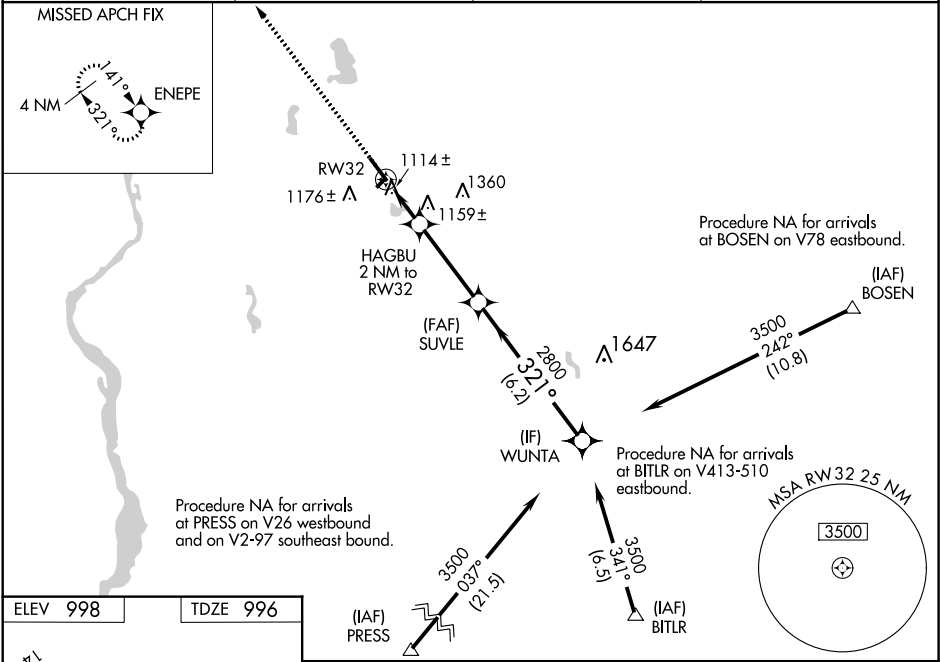 MISSED APCH FIX
141°
4 NM
ENEPE
321°
RW32
1114 ±
1176 ±
1360
1159 ±
HAGBU
2 NM to
RW32
Procedure NA for arrivals
at BOSEN on V78 eastbound.
(IAF)
BOSEN
(FAF)
SUVLE
3500
242°
(10.8)
1647
2800
321°
(6.2)
(IF)
WUNTA
Procedure NA for arrivals
at BITLR on V413-510
eastbound.
MSA RW32 25 NM
3500
Procedure NA for arrivals
at PRESS on V26 westbound
and on V2-97 southeast bound.
3500
037°
(21.5)
3500
341°
(6.5)
(IAF)
PRESS
(IAF)
BITLR
ELEV 998
TDZE 996
14